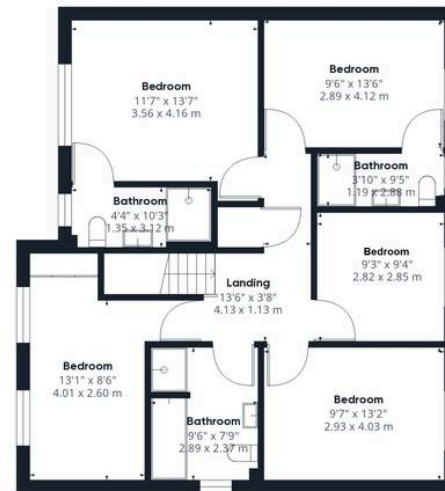 Bedroom
11'7" x 13'7"
3.56 x 4.16 m
Bedroom
9'6" x 13'6"
2.89 x 4.12 m
Bathroom
3'10" x 9'5"
1.19 x 2.88 m
Bathroom
4'4" x 10'3"
1.35 x 3.12 m
Bedroom
9'3" x 9'4"
2.82 x 2.85 m
Landing
13'6" x 3'8"
4.13 x 1.13 m
Bedroom
13'1" x 8'6"
4.01 x 2.60 m
Bathroom
9'6" x 7'9"
2.89 x 2.37 m
Bedroom
9'7" x 13'2"
2.93 x 4.03 m